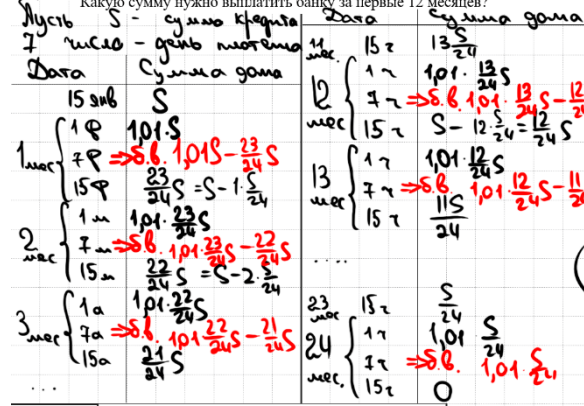 Какую сумму нужно выплатить банку за первые 12 месяцев?
Пусть S - сумма кредита
7 число - день платежа
Дата Сумма долга
15 янв S
1 мес
1 ф 1,01·S
7 ф ⇒ б.в. 1,01S - 23/24 S
15 ф 23/24 S = S - 1·S/24
2 мес
1 м 1,01·23/24 S
7 м ⇒ б.в. 1,01·23/24 S - 22/24 S
15 м 22/24 S = S - 2·S/24
3 мес
1 а 1,01·22/24 S
7 а ⇒ б.в. 1,01·22/24 S - 21/24 S
15 а 21/24 S
...
Дата Сумма долга
11 мес 15 ч 13 S/24
12 мес
1 ч 1,01·13/24 S
7 ч ⇒ б.в. 1,01·13/24 S - 12/24
15 ч S - 12·S/24 = 12/24 S
13 мес
1 ч 1,01·12/24 S
7 ч ⇒ б.в. 1,01·12/24 S - 11/24
15 ч 11S/24
....
23 мес 15 ч S/24
24 мес.
1 ч 1,01 S/24
7 ч ⇒ б.в. 1,01·S/24
15 ч 0